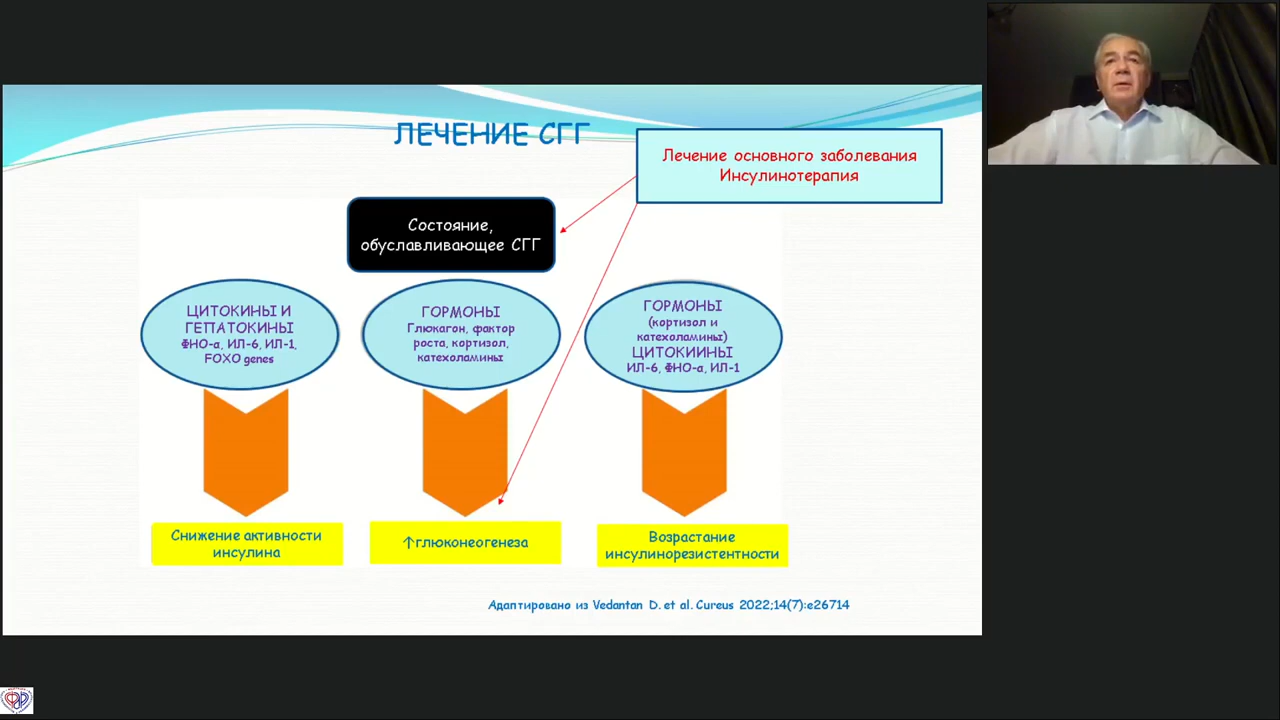 ЛЕЧЕНИЕ СГГ
Лечение основного заболевания
Инсулинотерапия
Состояние,
обуславливающее СГГ
ЦИТОКИНЫ И
ГЕПАТОКИНЫ
ФНО-α, ИЛ-6, ИЛ-1,
FOXO genes
ГОРМОНЫ
Глюкагон, фактор
роста, кортизол,
катехоламины
ГОРМОНЫ
(кортизол и
катехоламины)
ЦИТОКИИНЫ
ИЛ-6, ФНО-α, ИЛ-1
Снижение активности
инсулина
↑глюконеогенеза
Возрастание
инсулинорезистентности
Адаптировано из Vedantan D. et al. Cureus 2022;14(7):e26714